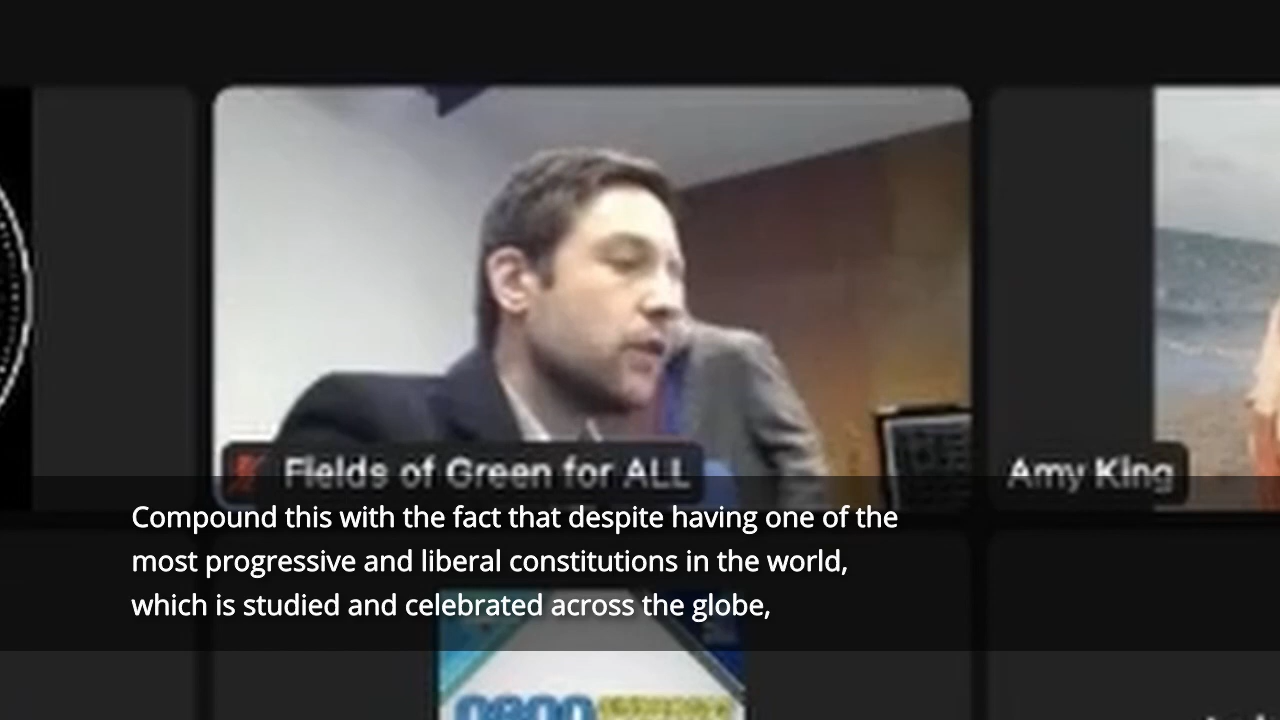 Fields of Green for ALL
Amy King
Compound this with the fact that despite having one of the
most progressive and liberal constitutions in the world,
which is studied and celebrated across the globe,